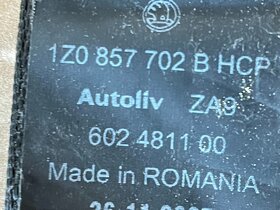 1Z0 857 702 B HCP
Autoliv ZA9
602 4811 00
Made in ROMANIA